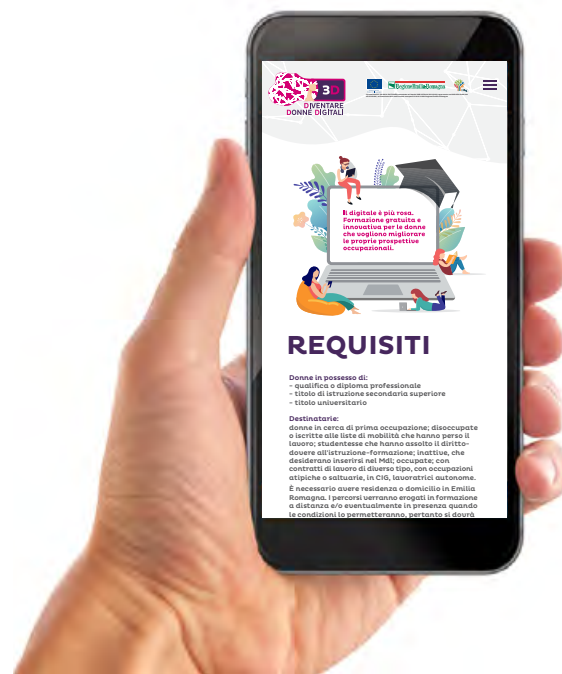 3D
DIVENTARE
DONNE DIGITALI
RegioneEmiliaRomagna
Il digitale è più rosa.
Formazione gratuita e
innovativa per le donne
che vogliono migliorare
le proprie prospettive
occupazionali.
REQUISITI
Donne in possesso di:
- qualifica o diploma professionale
- titolo di istruzione secondaria superiore
- titolo universitario
Destinatarie:
donne in cerca di prima occupazione; disoccupate
o iscritte alle liste di mobilità che hanno perso il
lavoro; studentesse che hanno assolto il diritto-
dovere all'istruzione-formazione; inattive, che
desiderano inserirsi nel Mdl; occupate; con
contratti di lavoro di diverso tipo, con occupazioni
atipiche o saltuarie, in CIG, lavoratrici autonome.
È necessario avere residenza o domicilio in Emilia
Romagna. I percorsi verranno erogati in formazione
a distanza e/o eventualmente in presenza quando
le condizioni lo permetteranno, pertanto si dovrà